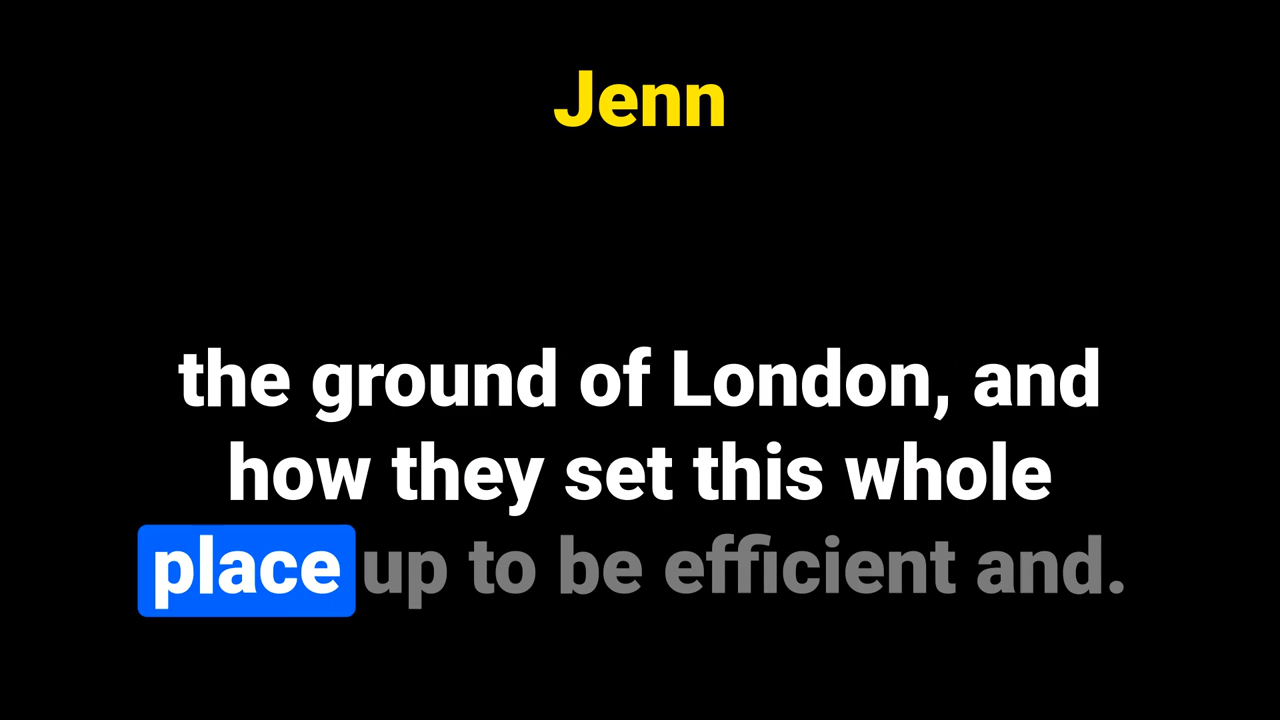 Jenn
the ground of London, and
how they set this whole
place up to be efficient and.